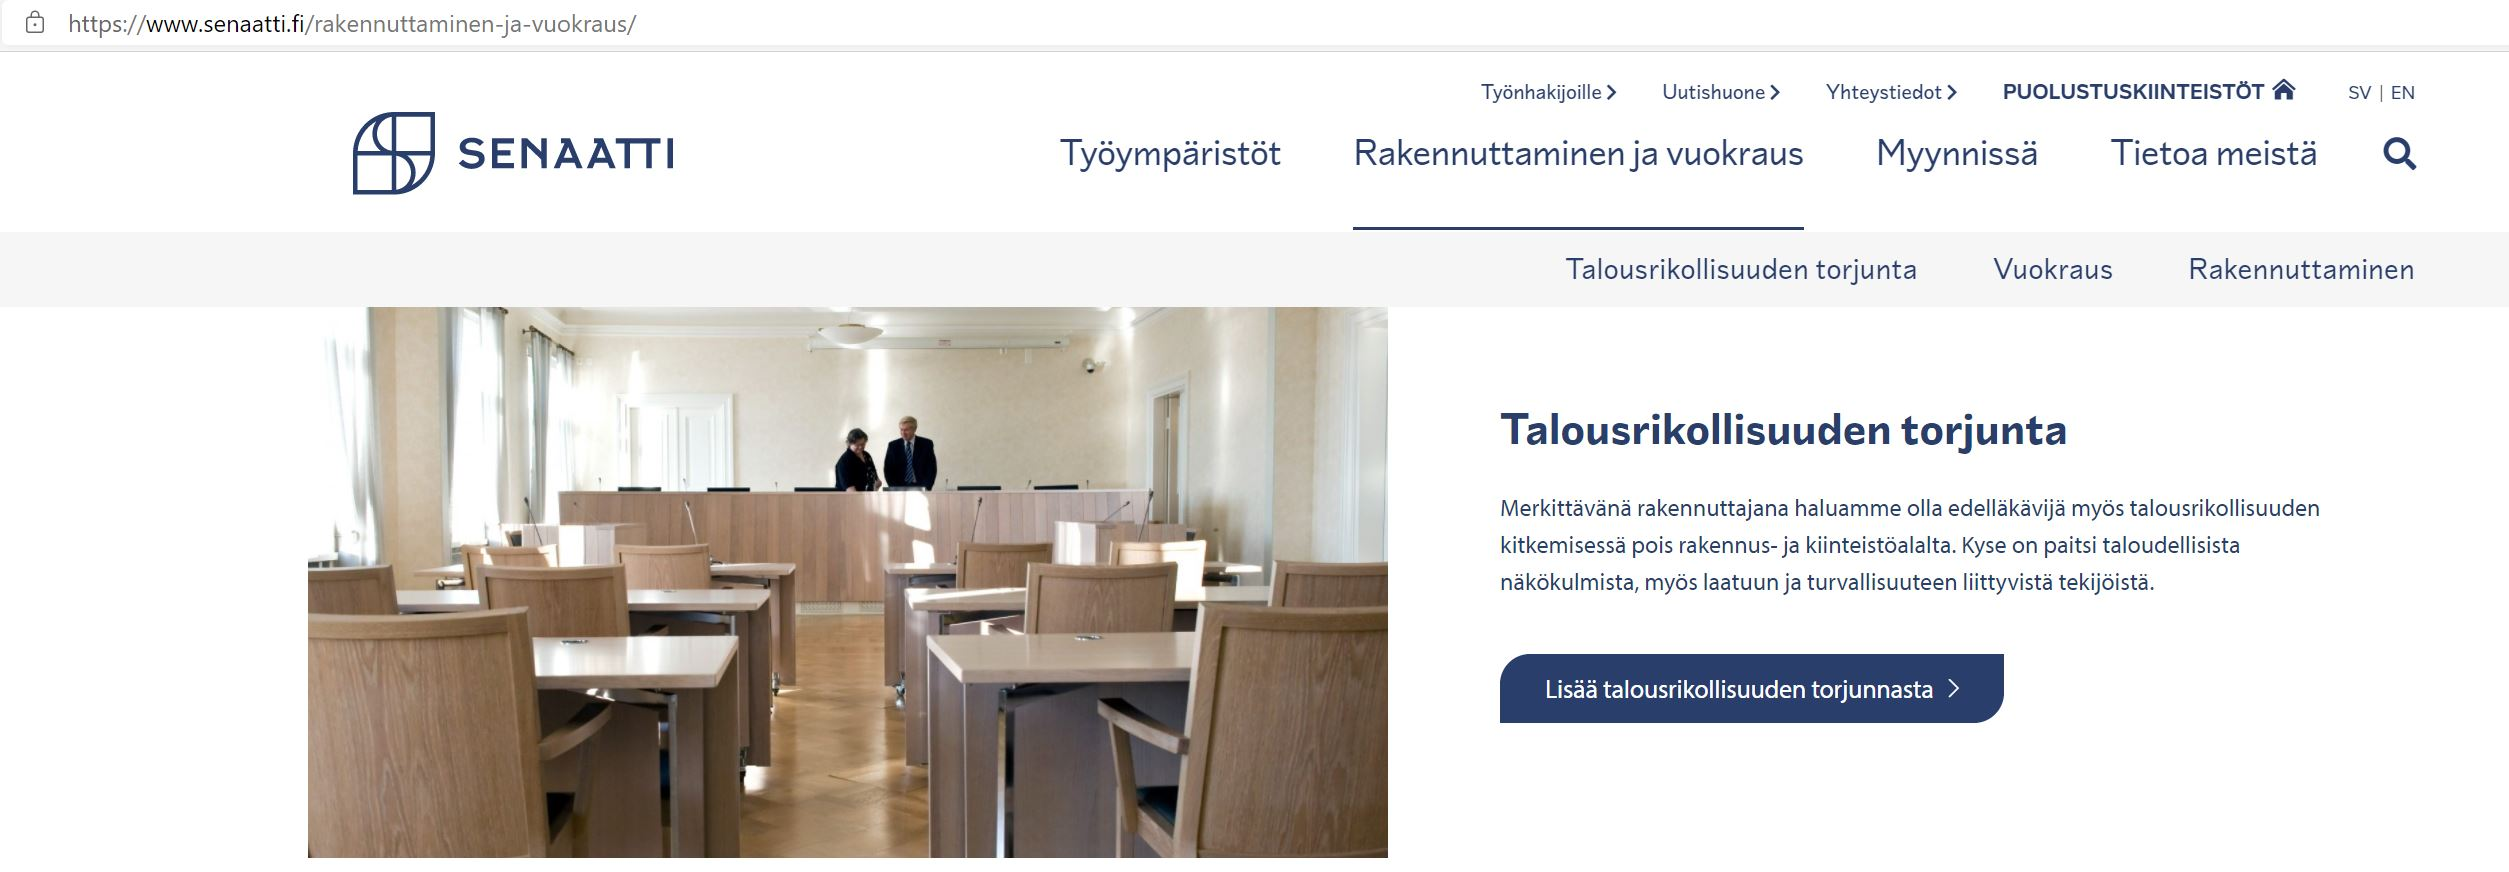 https://www.senaatti.fi/rakennuttaminen-ja-vuokraus/
Työnhakijoille Uutishuone Yhteystiedot PUOLUSTUSKIINTEISTÖT SV | EN
SENAATTI
Työympäristöt Rakennuttaminen ja vuokraus Myynnissä Tietoa meistä
Talousrikollisuuden torjunta Vuokraus Rakennuttaminen
Talousrikollisuuden torjunta
Merkittävänä rakennuttajana haluamme olla edelläkävijä myös talousrikollisuuden
kitkemisessä pois rakennus- ja kiinteistöalalta. Kyse on paitsi taloudellisista
näkökulmista, myös laatuun ja turvallisuuteen liittyvistä tekijöistä.
Lisää talousrikollisuuden torjunnasta